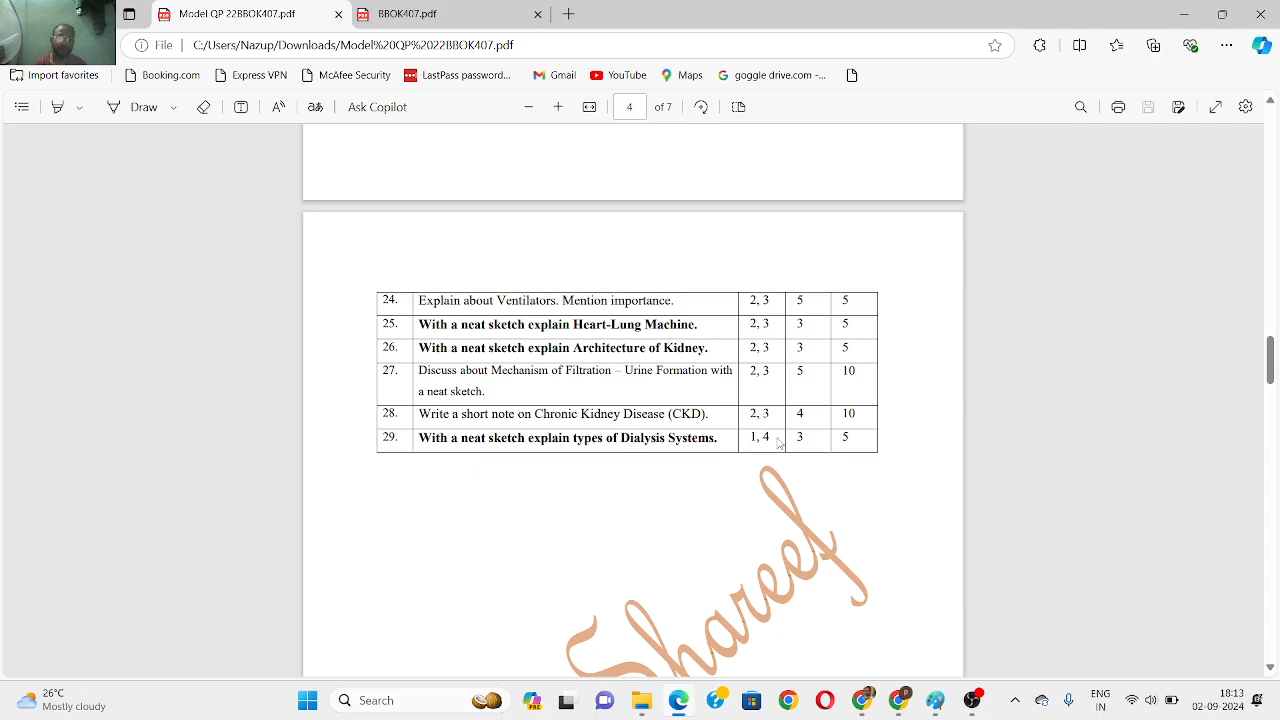 Model QP 22BBOK407.pdf
BBOK407.pdf
File C:/Users/Nazup/Downloads/Model%20QP%2022BBOK407.pdf
Import favorites Booking.com Express VPN McAfee Security LastPass password... Gmail YouTube Maps goggle drive.com -...
Draw Ask Copilot 4 of 7
24. Explain about Ventilators. Mention importance. 2, 3 5 5
25. With a neat sketch explain Heart-Lung Machine. 2, 3 3 5
26. With a neat sketch explain Architecture of Kidney. 2, 3 3 5
27. Discuss about Mechanism of Filtration – Urine Formation with 2, 3 5 10
a neat sketch.
28. Write a short note on Chronic Kidney Disease (CKD). 2, 3 4 10
29. With a neat sketch explain types of Dialysis Systems. 1, 4 3 5
Shareef
26°C
Mostly cloudy
Search
ENG
IN
18:13
02-09-2024